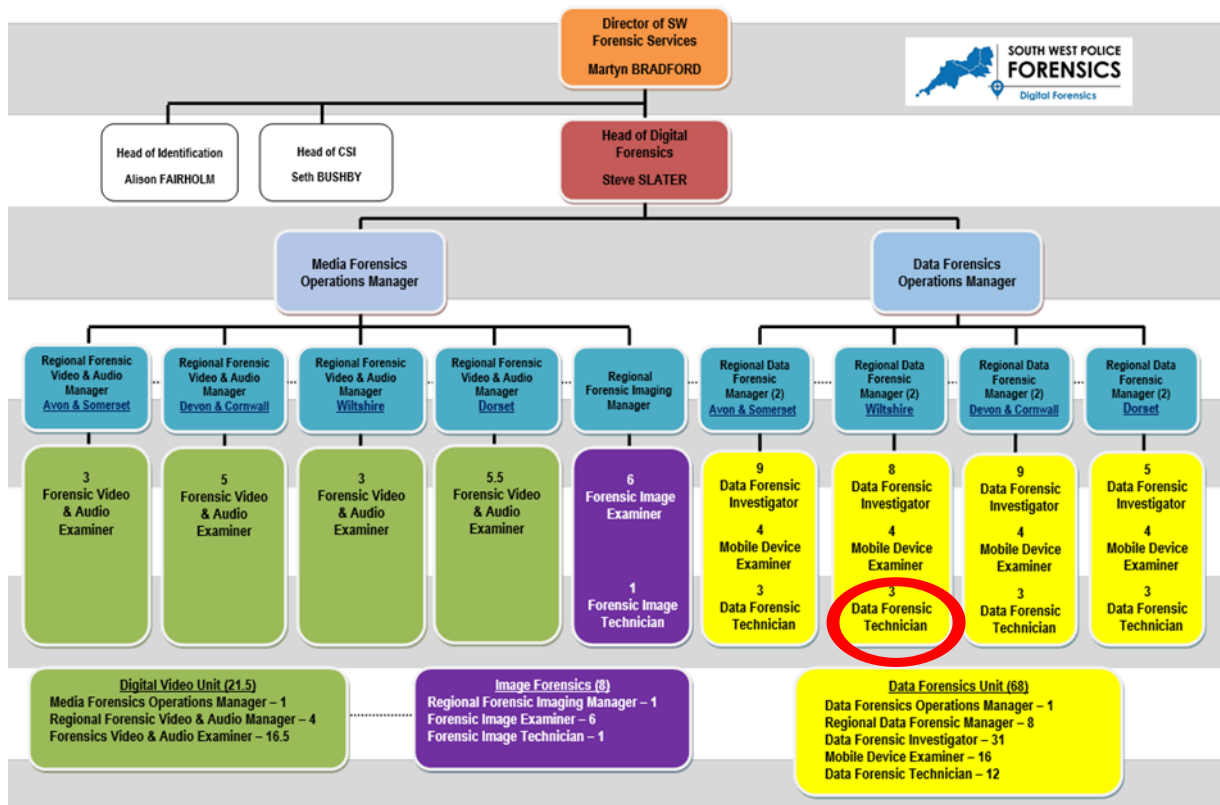 Director of SW
Forensic Services
Martyn BRADFORD
SOUTH WEST POLICE
FORENSICS
Digital Forensics
Head of Identification
Alison FAIRHOLM
Head of CSI
Seth BUSHBY
Head of Digital
Forensics
Steve SLATER
Media Forensics
Operations Manager
Data Forensics
Operations Manager
Regional Forensic
Video & Audio
Manager
Avon & Somerset
Regional Forensic
Video & Audio
Manager
Devon & Cornwall
Regional Forensic
Video & Audio
Manager
Wiltshire
Regional Forensic
Video & Audio
Manager
Dorset
Regional
Forensic Imaging
Manager
Regional Data
Forensic
Manager (2)
Avon & Somerset
Regional Data
Forensic
Manager (2)
Wiltshire
Regional Data
Forensic
Manager (2)
Devon & Cornwall
Regional Data
Forensic
Manager (2)
Dorset
3
Forensic Video
& Audio
Examiner
5
Forensic Video
& Audio
Examiner
3
Forensic Video
& Audio
Examiner
5.5
Forensic Video
& Audio
Examiner
6
Forensic Image
Examiner
1
Forensic Image
Technician
9
Data Forensic
Investigator
4
Mobile Device
Examiner
3
Data Forensic
Technician
8
Data Forensic
Investigator
4
Mobile Device
Examiner
3
Data Forensic
Technician
9
Data Forensic
Investigator
4
Mobile Device
Examiner
3
Data Forensic
Technician
5
Data Forensic
Investigator
4
Mobile Device
Examiner
3
Data Forensic
Technician
Digital Video Unit (21.5)
Media Forensics Operations Manager – 1
Regional Forensic Video & Audio Manager – 4
Forensics Video & Audio Examiner – 16.5
Image Forensics (8)
Regional Forensic Imaging Manager – 1
Forensic Image Examiner – 6
Forensic Image Technician – 1
Data Forensics Unit (68)
Data Forensics Operations Manager – 1
Regional Data Forensic Manager – 8
Data Forensic Investigator – 31
Mobile Device Examiner – 16
Data Forensic Technician – 12